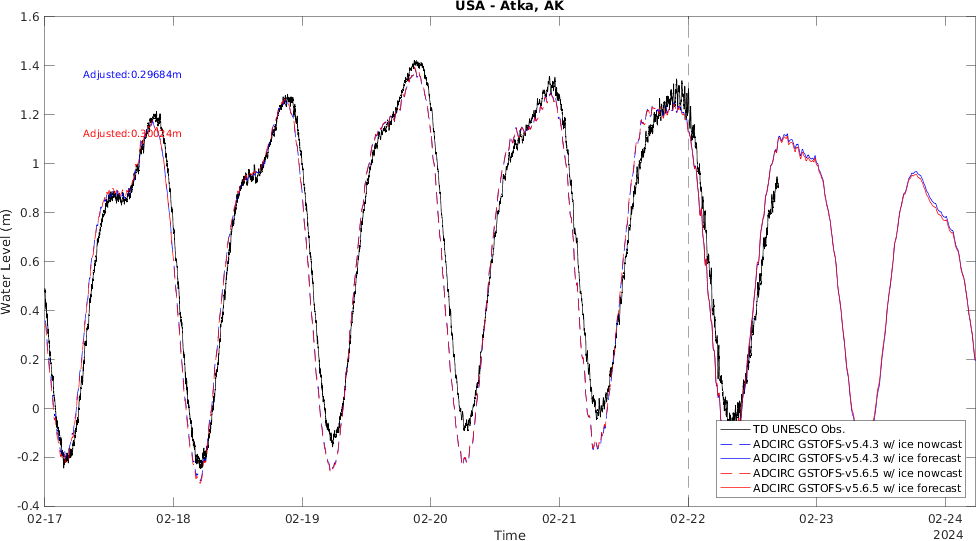 USA - Atka, AK
1.6
1.4
1.2
1
0.8
0.6
0.4
0.2
0
-0.2
-0.4
Water Level (m)
Adjusted:0.29684m
Adjusted:0.30024m
TD UNESCO Obs.
ADCIRC GSTOFS-v5.4.3 w/ ice nowcast
ADCIRC GSTOFS-v5.4.3 w/ ice forecast
ADCIRC GSTOFS-v5.6.5 w/ ice nowcast
ADCIRC GSTOFS-v5.6.5 w/ ice forecast
02-17 02-18 02-19 02-20 02-21 02-22 02-23 02-24
Time
2024